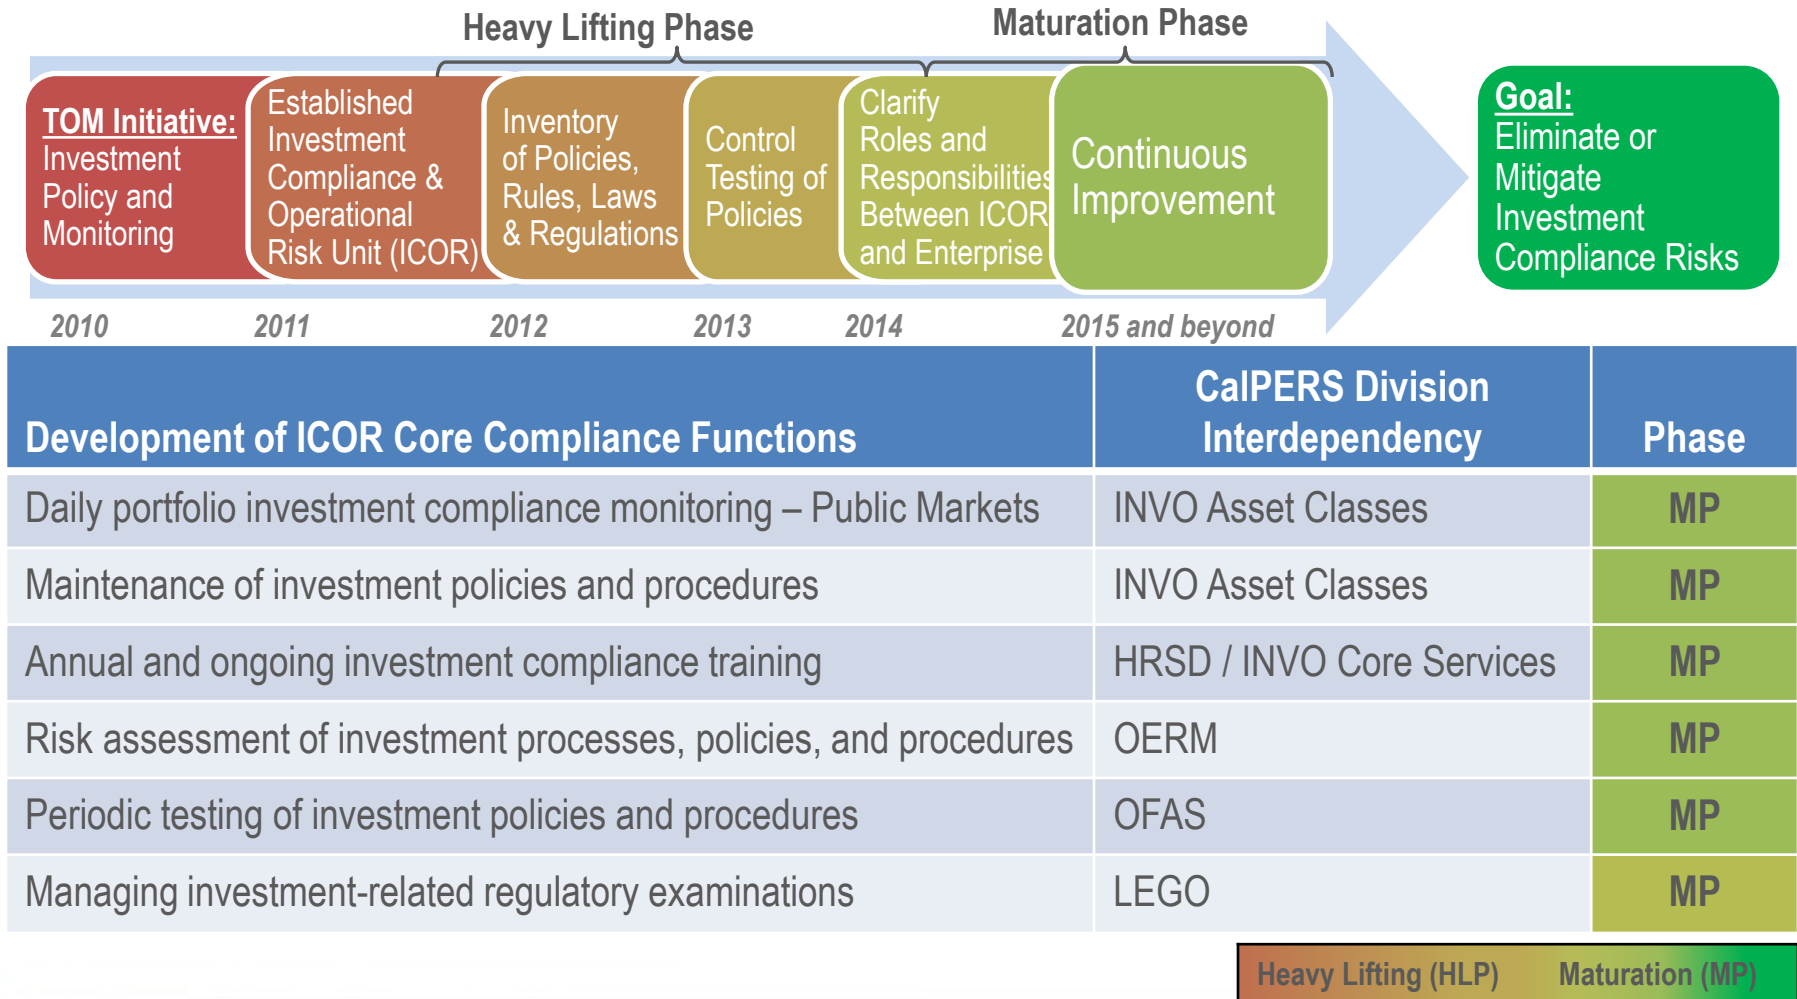 Heavy Lifting Phase
Maturation Phase
TOM Initiative:
Investment
Policy and
Monitoring
Established
Investment
Compliance &
Operational
Risk Unit (ICOR)
Inventory
of Policies,
Rules, Laws
& Regulations
Control
Testing of
Policies
Clarify
Roles and
Responsibilities
Between ICOR
and Enterprise
Continuous
Improvement
Goal:
Eliminate or
Mitigate
Investment
Compliance Risks
2010
2011
2012
2013
2014
2015 and beyond
Development of ICOR Core Compliance Functions
CalPERS Division
Interdependency
Phase
Daily portfolio investment compliance monitoring – Public Markets
INVO Asset Classes
MP
Maintenance of investment policies and procedures
INVO Asset Classes
MP
Annual and ongoing investment compliance training
HRSD / INVO Core Services
MP
Risk assessment of investment processes, policies, and procedures
OERM
MP
Periodic testing of investment policies and procedures
OFAS
MP
Managing investment-related regulatory examinations
LEGO
MP
Heavy Lifting (HLP)
Maturation (MP)